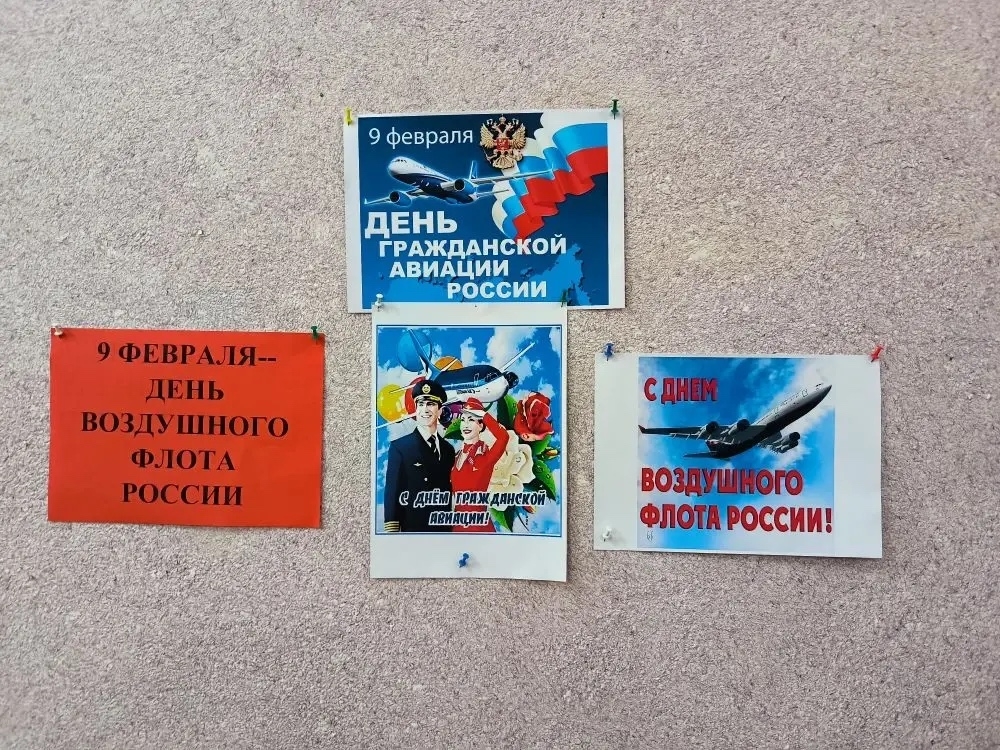 9 февраля
ДЕНЬ
ГРАЖДАНСКОЙ
АВИАЦИИ
РОССИИ
9 ФЕВРАЛЯ--
ДЕНЬ
ВОЗДУШНОГО
ФЛОТА
РОССИИ
С ДНЁМ ГРАЖДАНСКОЙ
АВИАЦИИ!
С ДНЕМ
ВОЗДУШНОГО
ФЛОТА РОССИИ!